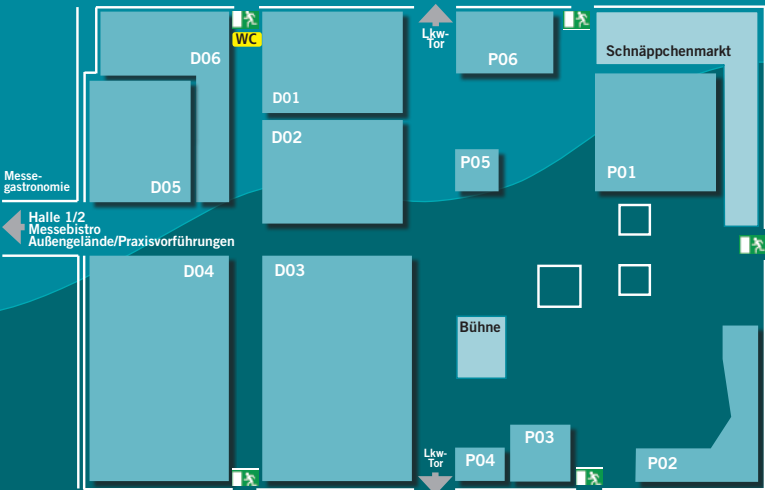 WC
Lkw-
Tor
D06
D01
P06
Schnäppchenmarkt
D02
P05
P01
D05
Messe-
gastronomie
Halle 1/2
Messebistro
Außengelände/Praxisvorführungen
D04
D03
Bühne
P03
Lkw-
Tor
P04
P02